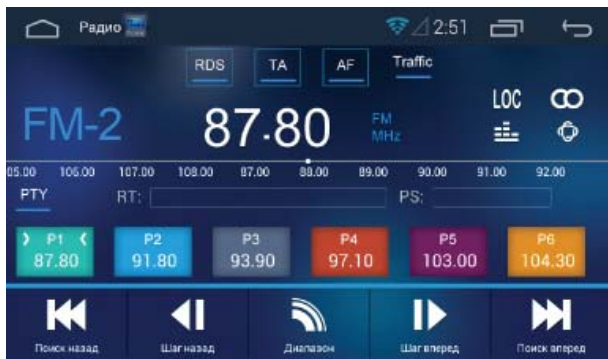 Радио 2:51
RDS TA AF Traffic
FM-2 87.80 FM MHz LOC
05.00 106.00 107.00 108.00 87.00 88.00 89.00 90.00 91.00 92.00
PTY RT: PS:
P1 P2 P3 P4 P5 P6
87.80 91.80 93.90 97.10 103.00 104.30
Поиск назад Шаг назад Диапазон Шаг вперед Поиск вперед